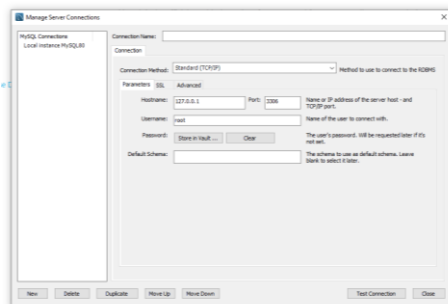 Manage Server Connections
MySQL Connections
Local instance MySQL80
Connection Name:
Connection
Connection Method: Standard (TCP/IP) Method to use to connect to the RDBMS
Parameters SSL Advanced
Hostname: 127.0.0.1 Port: 3306 Name or IP address of the server host - and
TCP/IP port.
Username: root Name of the user to connect with.
Password: Store in Vault ... Clear The user's password. Will be requested later if it's
not set.
Default Schema: The schema to use as default schema. Leave
blank to select it later.
New Delete Duplicate Move Up Move Down Test Connection Close